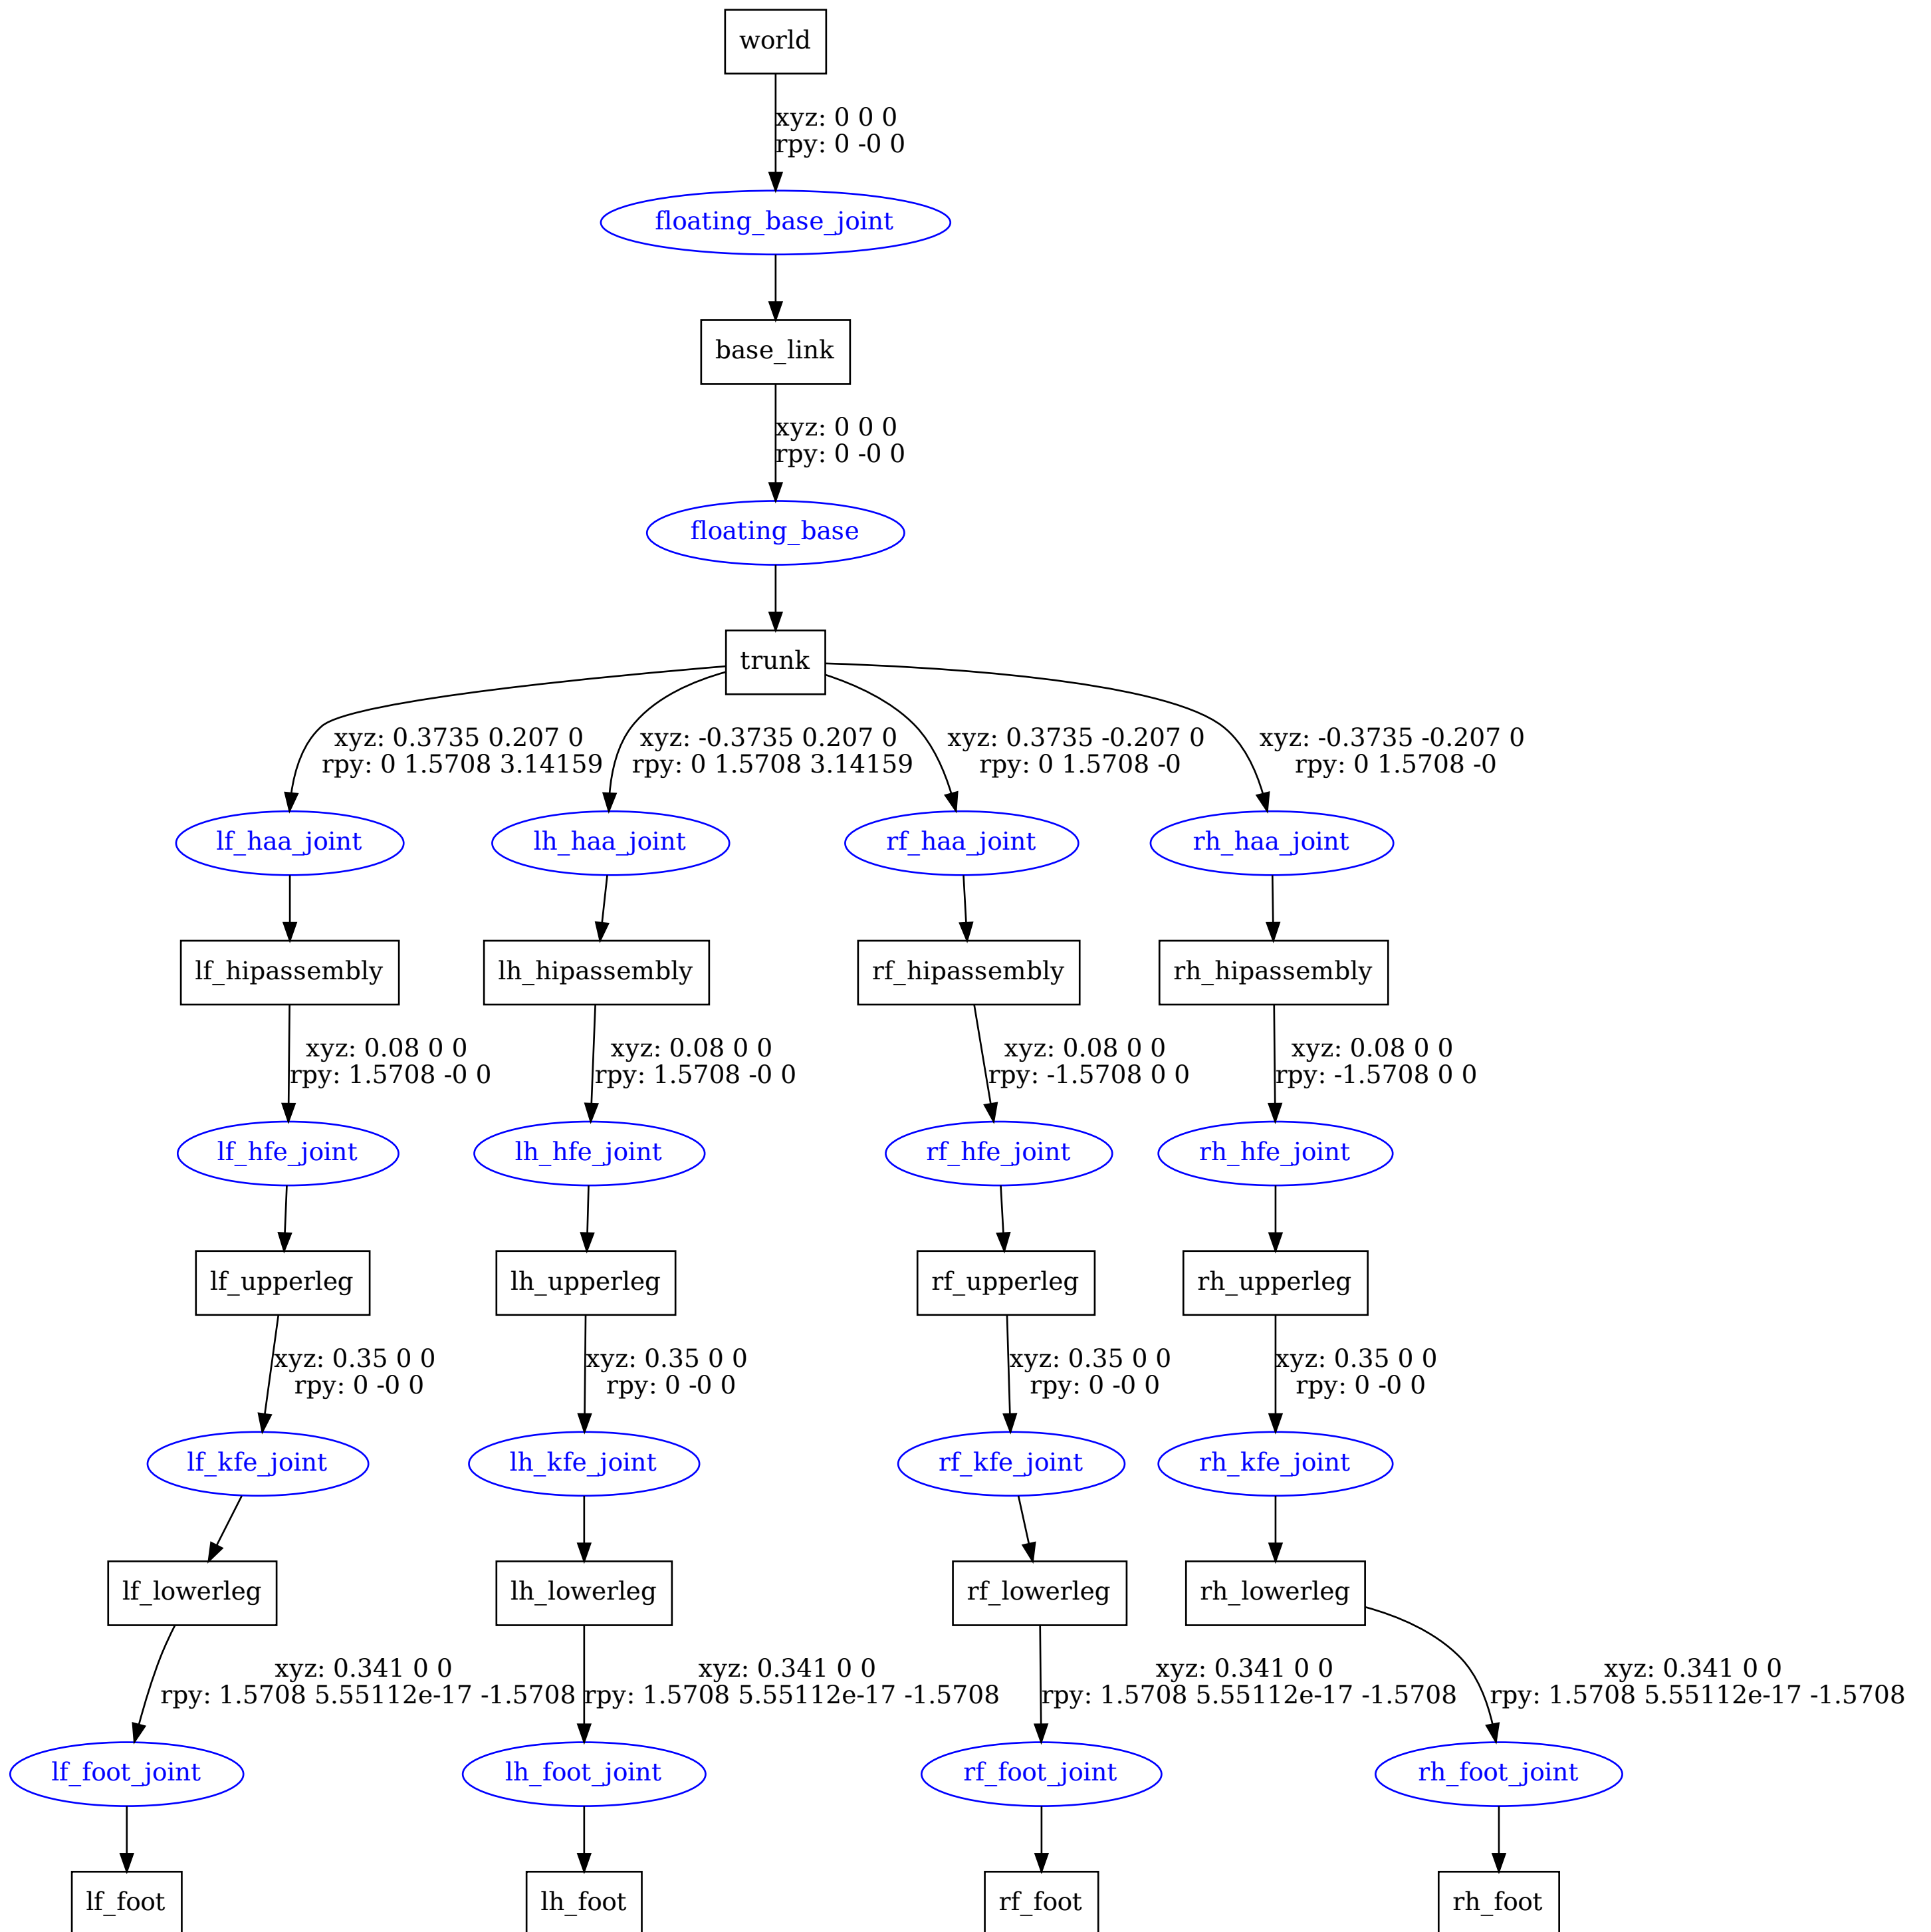 world
xyz: 0 0 0
rpy: 0 -0 0
floating_base_joint
base_link
xyz: 0 0 0
rpy: 0 -0 0
floating_base
trunk
xyz: 0.3735 0.207 0
rpy: 0 1.5708 3.14159
xyz: -0.3735 0.207 0
rpy: 0 1.5708 3.14159
xyz: 0.3735 -0.207 0
rpy: 0 1.5708 -0
xyz: -0.3735 -0.207 0
rpy: 0 1.5708 -0
lf_haa_joint
lh_haa_joint
rf_haa_joint
rh_haa_joint
lf_hipassembly
lh_hipassembly
rf_hipassembly
rh_hipassembly
xyz: 0.08 0 0
rpy: 1.5708 -0 0
xyz: 0.08 0 0
rpy: 1.5708 -0 0
xyz: 0.08 0 0
rpy: -1.5708 0 0
xyz: 0.08 0 0
rpy: -1.5708 0 0
lf_hfe_joint
lh_hfe_joint
rf_hfe_joint
rh_hfe_joint
lf_upperleg
lh_upperleg
rf_upperleg
rh_upperleg
xyz: 0.35 0 0
rpy: 0 -0 0
xyz: 0.35 0 0
rpy: 0 -0 0
xyz: 0.35 0 0
rpy: 0 -0 0
xyz: 0.35 0 0
rpy: 0 -0 0
lf_kfe_joint
lh_kfe_joint
rf_kfe_joint
rh_kfe_joint
lf_lowerleg
lh_lowerleg
rf_lowerleg
rh_lowerleg
xyz: 0.341 0 0
rpy: 1.5708 5.55112e-17 -1.5708
xyz: 0.341 0 0
rpy: 1.5708 5.55112e-17 -1.5708
xyz: 0.341 0 0
rpy: 1.5708 5.55112e-17 -1.5708
xyz: 0.341 0 0
rpy: 1.5708 5.55112e-17 -1.5708
lf_foot_joint
lh_foot_joint
rf_foot_joint
rh_foot_joint
lf_foot
lh_foot
rf_foot
rh_foot